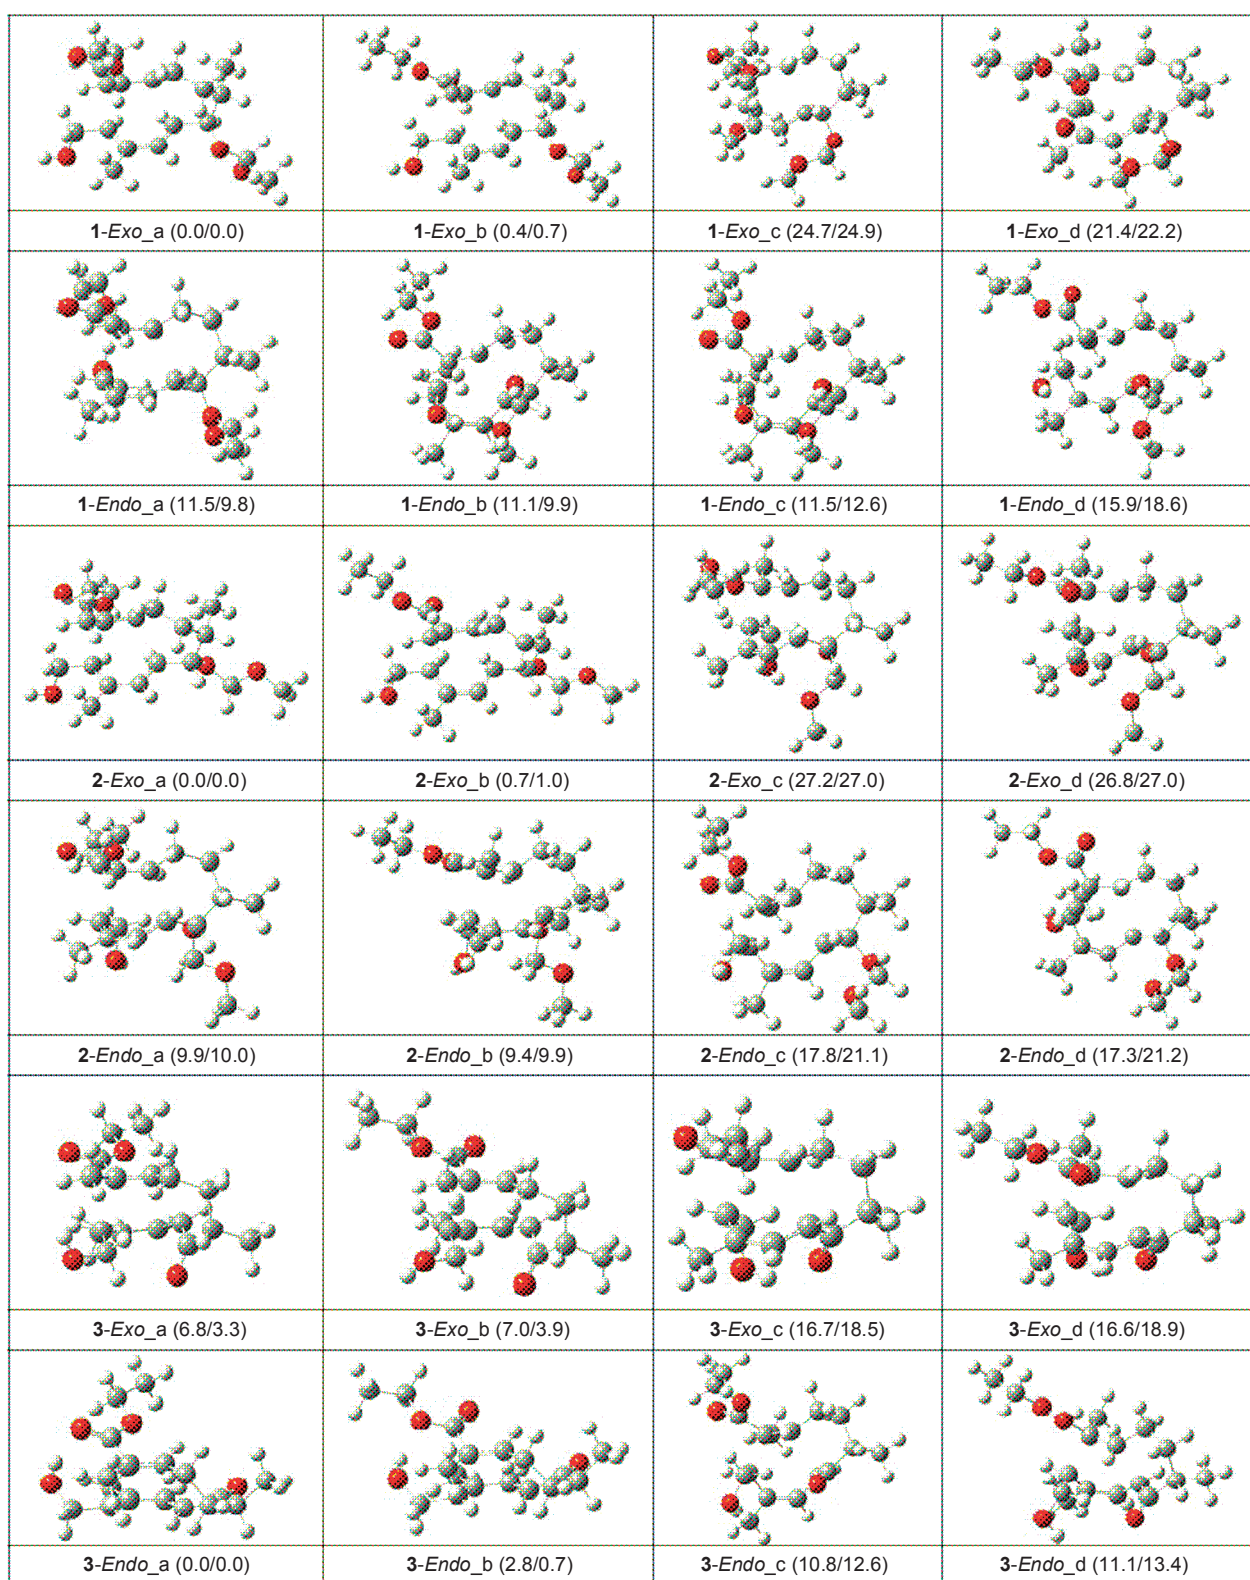 1-Exo_a (0.0/0.0) 1-Exo_b (0.4/0.7) 1-Exo_c (24.7/24.9) 1-Exo_d (21.4/22.2)
1-Endo_a (11.5/9.8) 1-Endo_b (11.1/9.9) 1-Endo_c (11.5/12.6) 1-Endo_d (15.9/18.6)
2-Exo_a (0.0/0.0) 2-Exo_b (0.7/1.0) 2-Exo_c (27.2/27.0) 2-Exo_d (26.8/27.0)
2-Endo_a (9.9/10.0) 2-Endo_b (9.4/9.9) 2-Endo_c (17.8/21.1) 2-Endo_d (17.3/21.2)
3-Exo_a (6.8/3.3) 3-Exo_b (7.0/3.9) 3-Exo_c (16.7/18.5) 3-Exo_d (16.6/18.9)
3-Endo_a (0.0/0.0) 3-Endo_b (2.8/0.7) 3-Endo_c (10.8/12.6) 3-Endo_d (11.1/13.4)